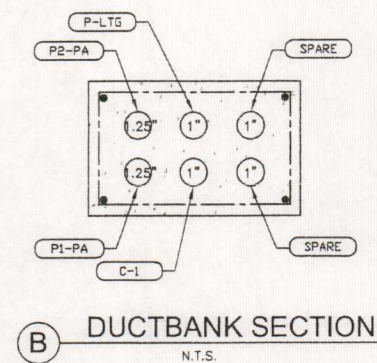 P-LTG
P2-PA SPARE
1.25" 1" 1"
1.25" 1" 1"
P1-PA SPARE
C-1
B DUCTBANK SECTION
N.T.S.